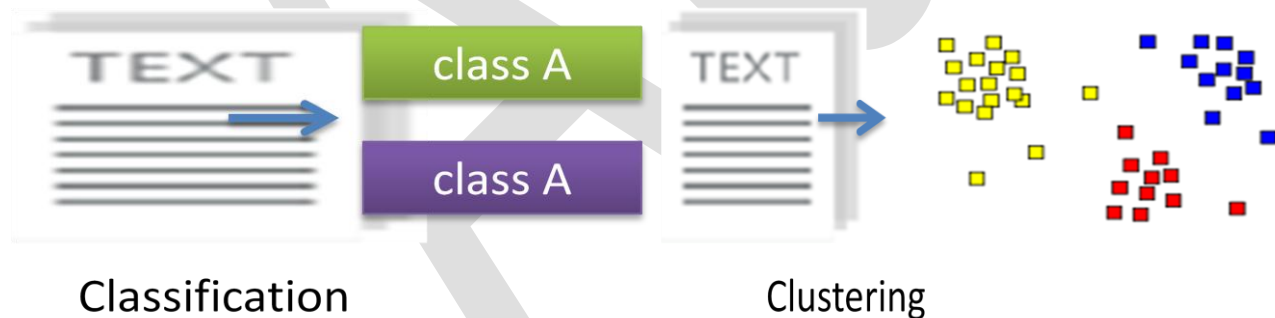 TEXT
class A
class A
TEXT
Classification
Clustering